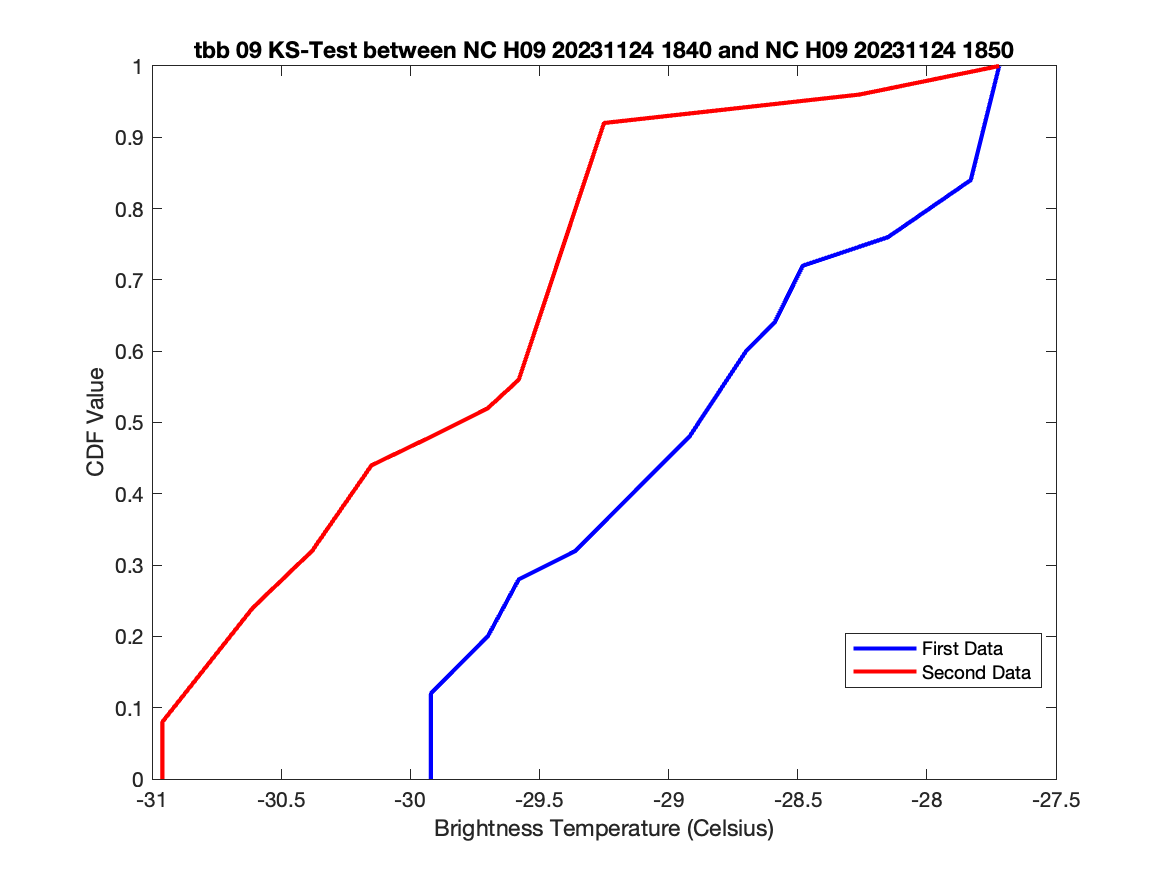 tbb 09 KS-Test between NC H09 20231124 1840 and NC H09 20231124 1850
1
0.9
0.8
0.7
0.6
0.5
0.4
0.3
0.2
0.1
0
CDF Value
First Data
Second Data
-31 -30.5 -30 -29.5 -29 -28.5 -28 -27.5
Brightness Temperature (Celsius)